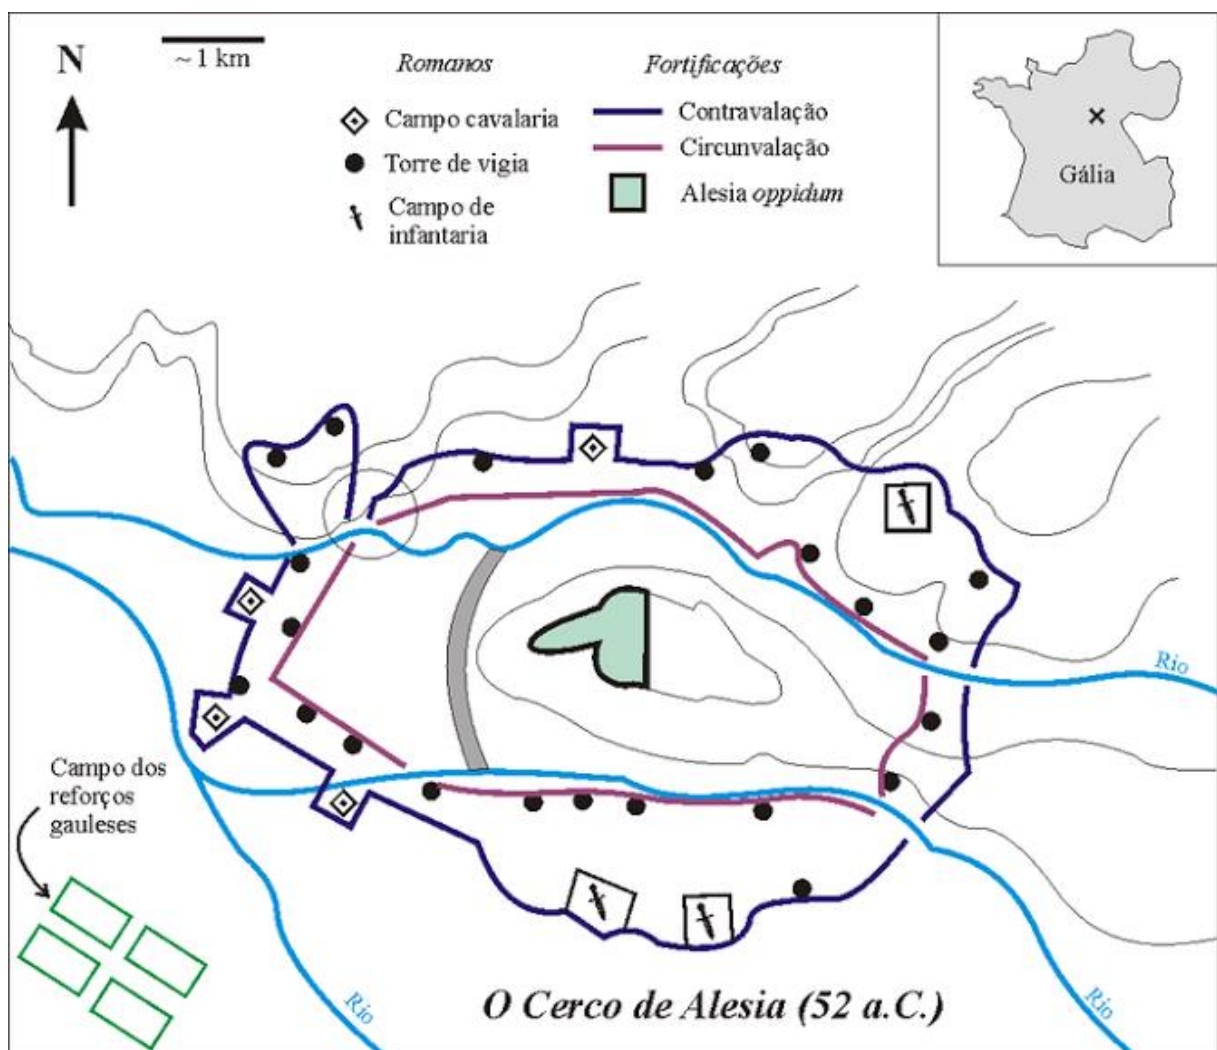 N
~ 1 km
Romanos
Campo cavalaria
Torre de vigia
Campo de
infantaria
Fortificações
Contravalação
Circunvalação
Alesia oppidum
Gália
Rio
Campo dos
reforços
gauleses
Rio
Rio
O Cerco de Alesia (52 a.C.)